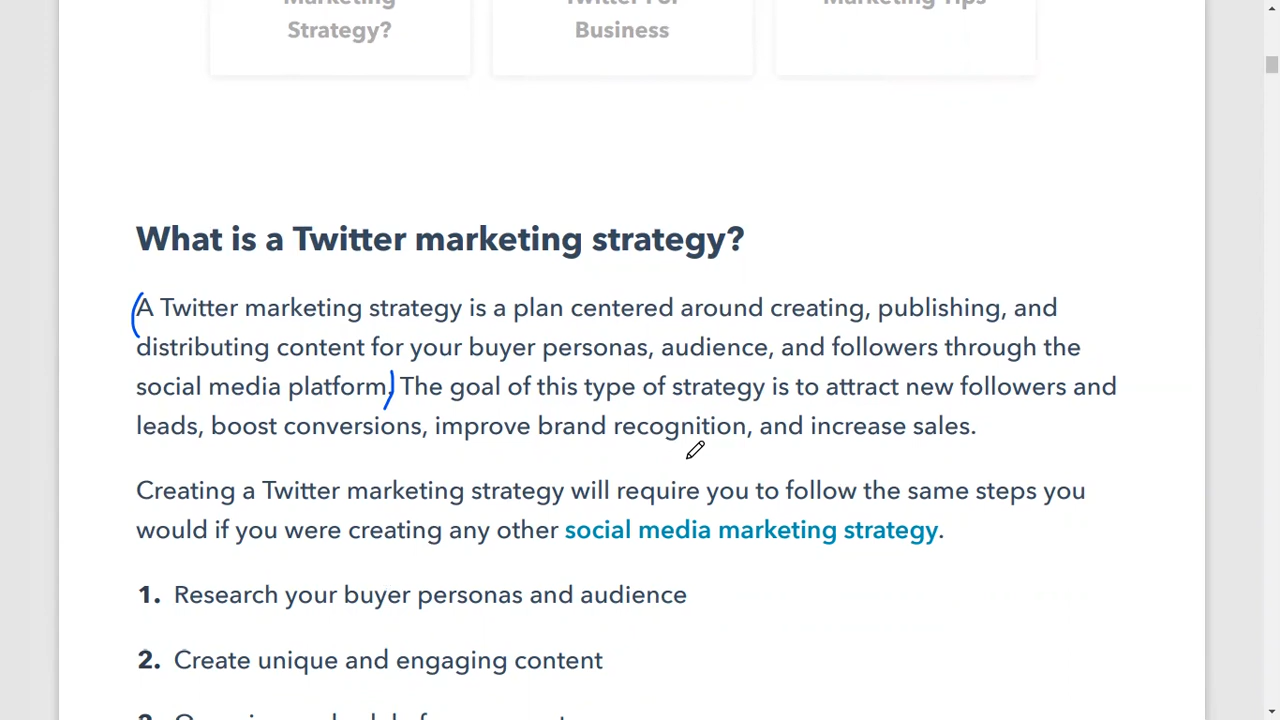 Strategy?
Business
Marketing Tips
What is a Twitter marketing strategy?
A Twitter marketing strategy is a plan centered around creating, publishing, and
distributing content for your buyer personas, audience, and followers through the
social media platform. The goal of this type of strategy is to attract new followers and
leads, boost conversions, improve brand recognition, and increase sales.
Creating a Twitter marketing strategy will require you to follow the same steps you
would if you were creating any other social media marketing strategy.
1. Research your buyer personas and audience
2. Create unique and engaging content